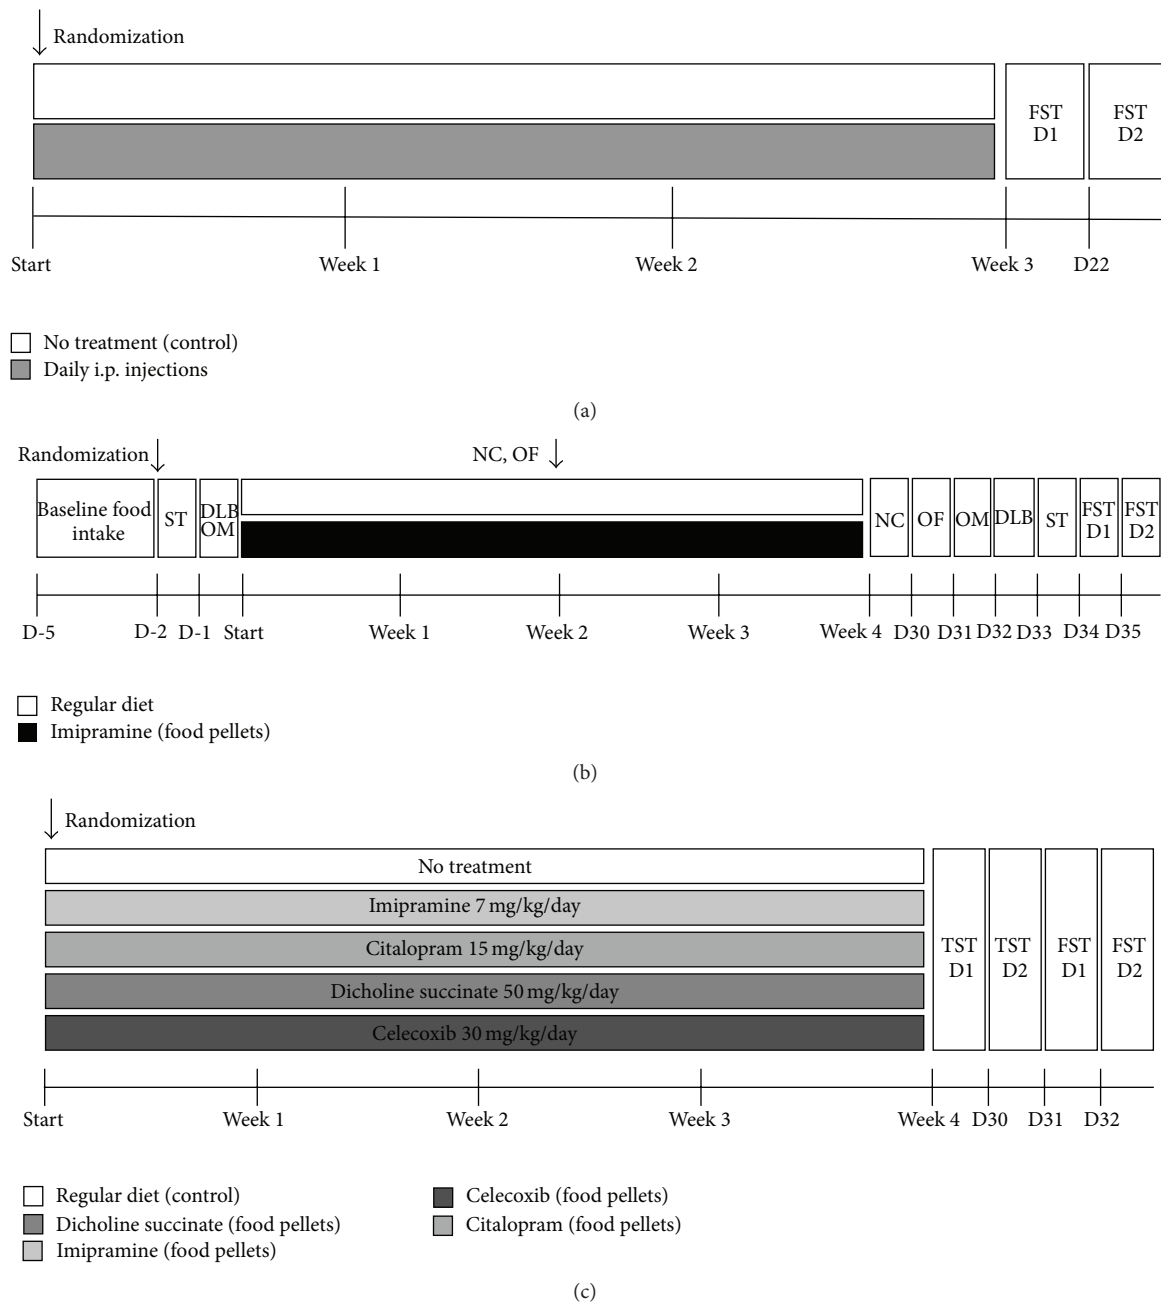 Randomization
FST
D1
FST
D2
Start
Week 1
Week 2
Week 3
D22
No treatment (control)
Daily i.p. injections
(a)
Randomization
NC, OF
Baseline food
intake
ST
DLB
OM
NC
OF
OM
DLB
ST
FST
D1
FST
D2
D-5
D-2
D-1
Start
Week 1
Week 2
Week 3
Week 4
D30
D31
D32
D33
D34
D35
Regular diet
Imipramine (food pellets)
(b)
Randomization
No treatment
Imipramine 7 mg/kg/day
Citalopram 15 mg/kg/day
Dicholine succinate 50 mg/kg/day
Celecoxib 30 mg/kg/day
TST
D1
TST
D2
FST
D1
FST
D2
Start
Week 1
Week 2
Week 3
Week 4
D30
D31
D32
Regular diet (control)
Dicholine succinate (food pellets)
Imipramine (food pellets)
Celecoxib (food pellets)
Citalopram (food pellets)
(c)